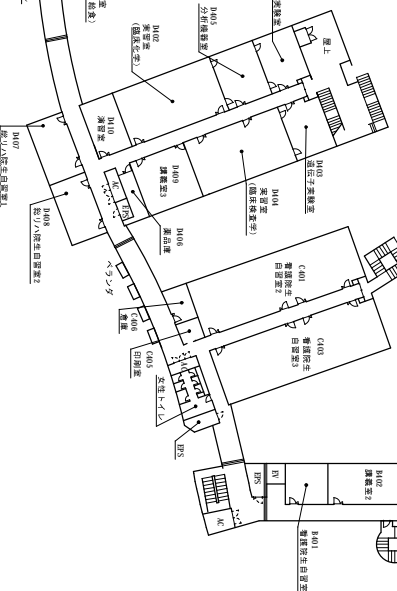 実験室
D405
分析機器室
屋上
D402
実習室
(臨床化学)
室
給食)
D403
遺伝子実験室
D404
実習室
(臨床検査学)
D410
演習室
D409
講義室3
AC
EPS
D406
薬品庫
D407
総リハ院生自習室1
D408
総リハ院生自習室2
ベランダ
C401
看護院生
自習室2
C403
看護院生
自習室3
C406
倉庫
C405
印刷室
女性トイレ
EPS
AC
EPS
EV
B402
講義室2
B401
看護院生自習室